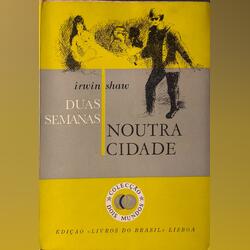 irwin shaw
DUAS
SEMANAS
NOUTRA
CIDADE
COLECÇÃO
DOIS MUNDOS
EDIÇÃO «LIVROS DO BRASIL» LISBOA